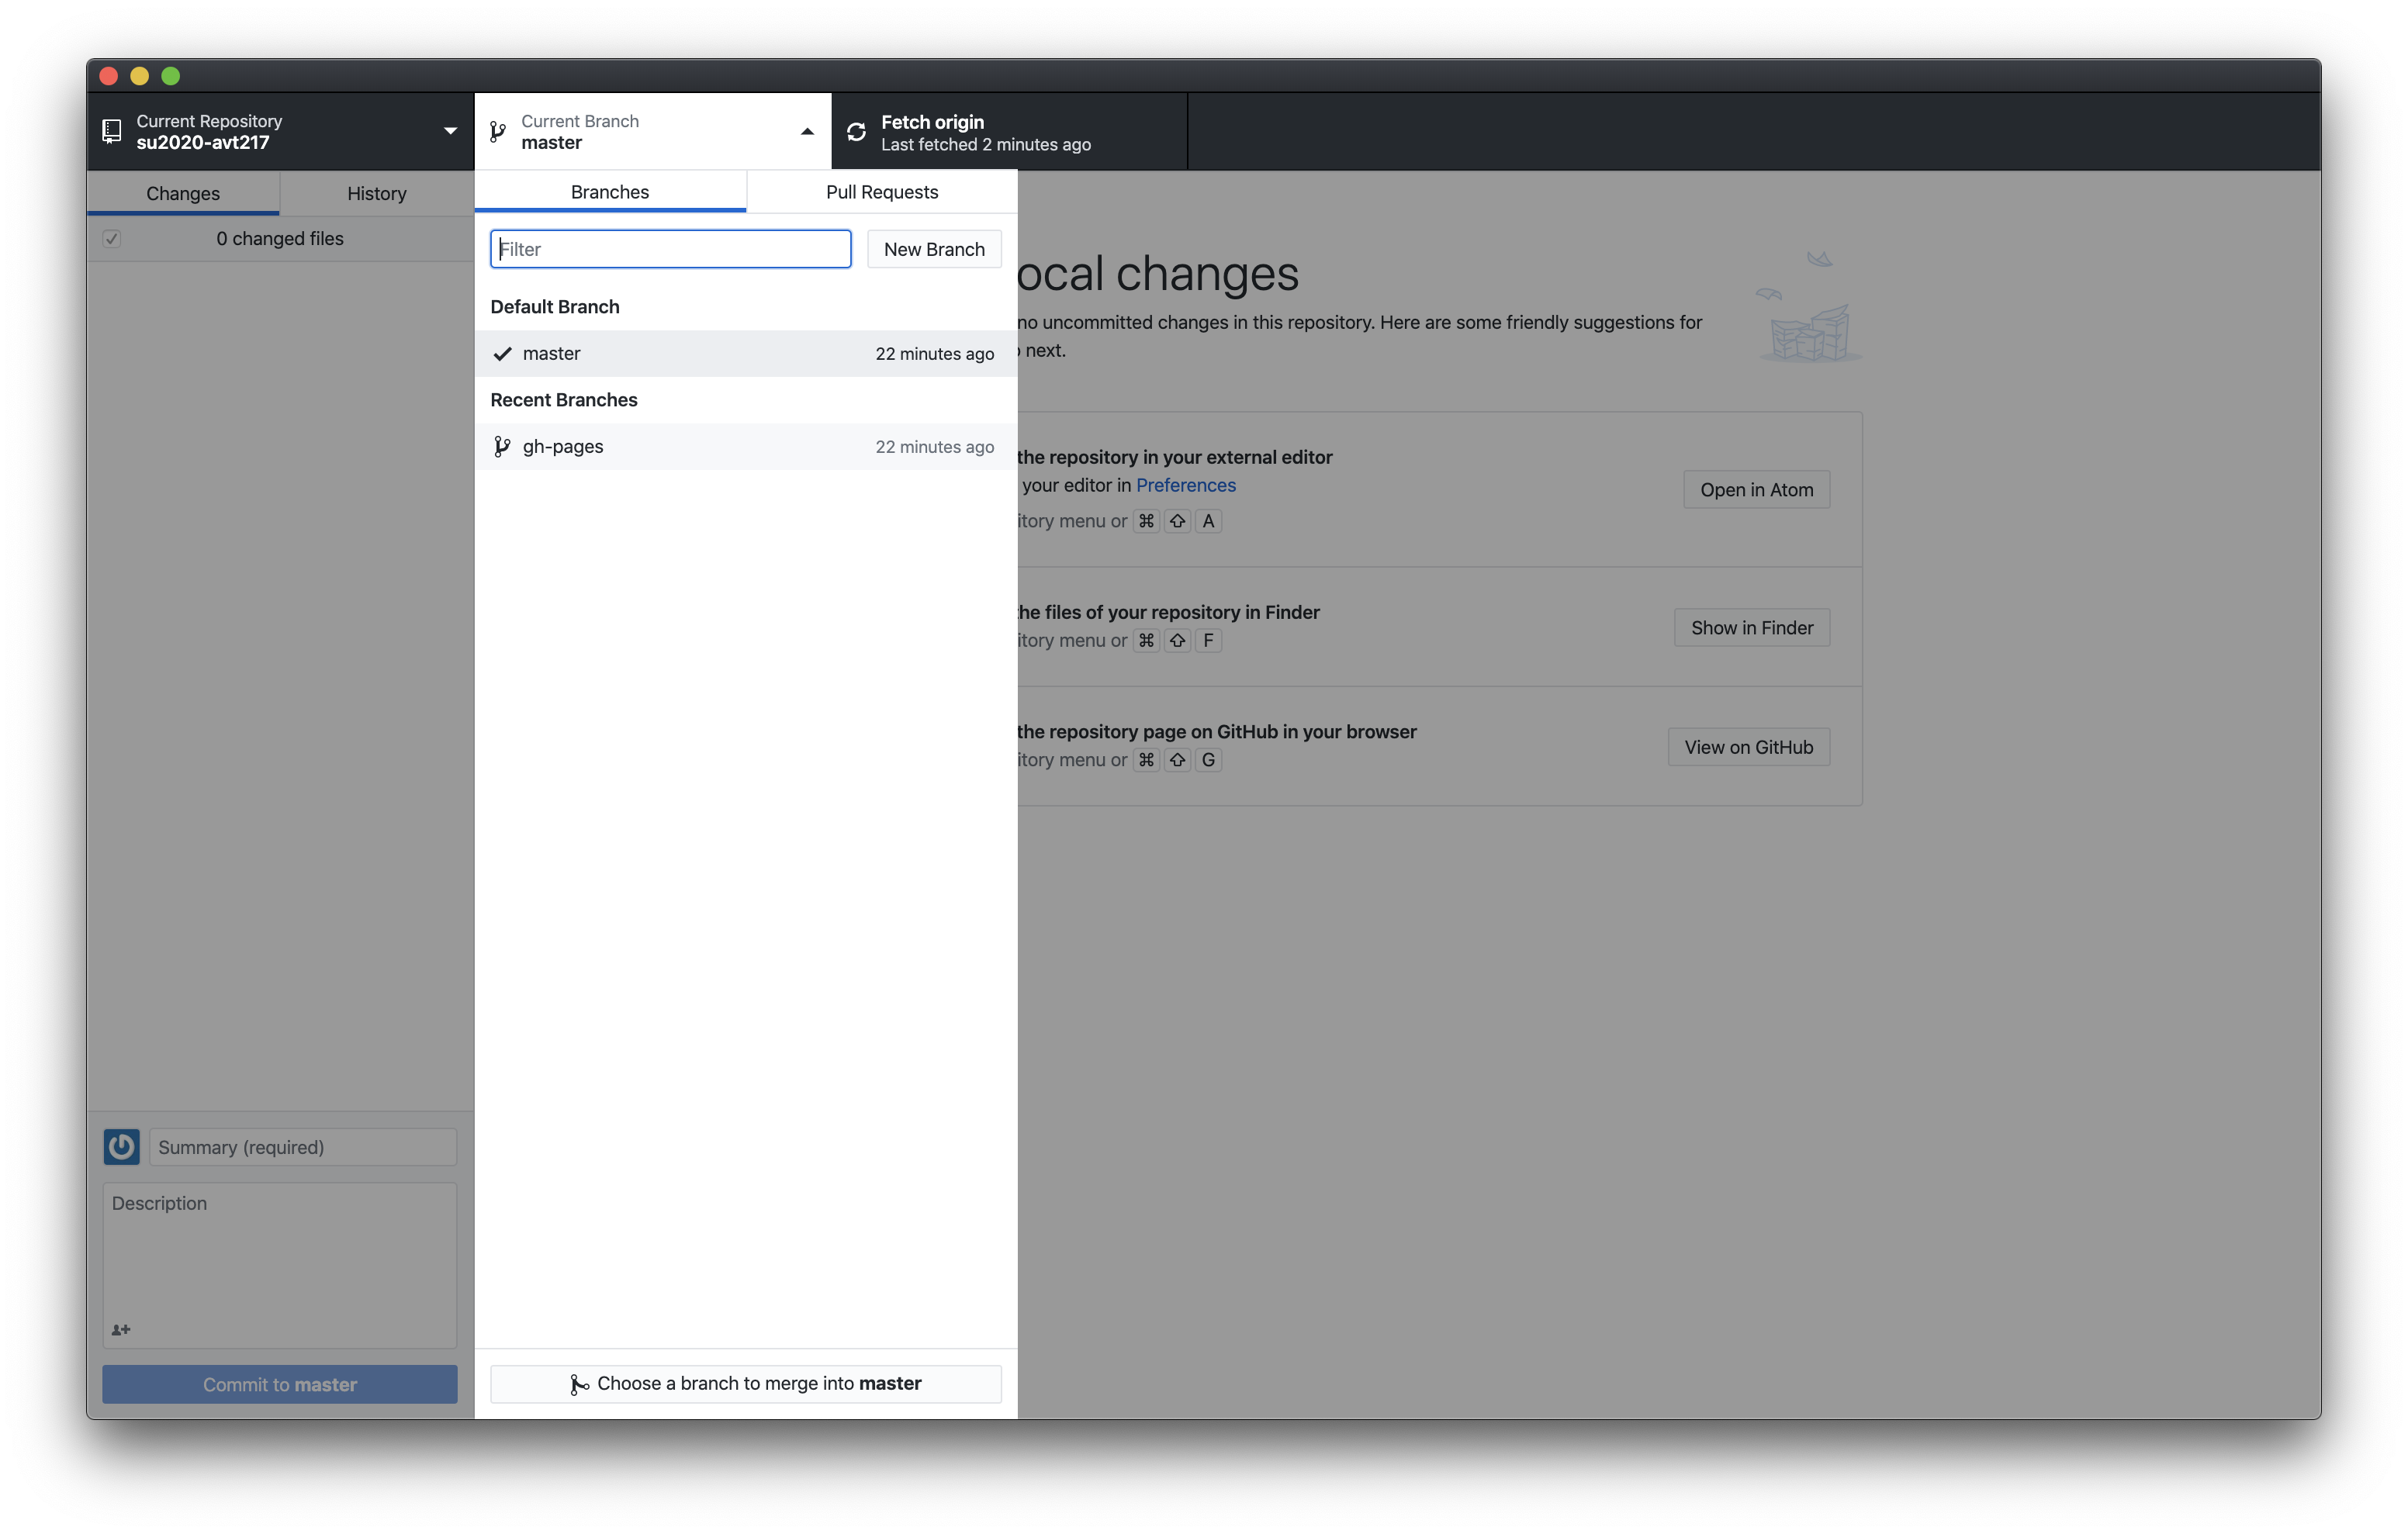 Current Repository
su2020-avt217
Current Branch
master
Fetch origin
Last fetched 2 minutes ago
Changes
History
0 changed files
Branches
Pull Requests
Filter
New Branch
Default Branch
master
22 minutes ago
Recent Branches
gh-pages
22 minutes ago
Choose a branch to merge into master
ocal changes
no uncommitted changes in this repository. Here are some friendly suggestions for
next.
the repository in your external editor
your editor in Preferences
itory menu or ⌘ ⇧ A
Open in Atom
the files of your repository in Finder
itory menu or ⌘ ⇧ F
Show in Finder
the repository page on GitHub in your browser
itory menu or ⌘ ⇧ G
View on GitHub
Summary (required)
Description
Commit to master